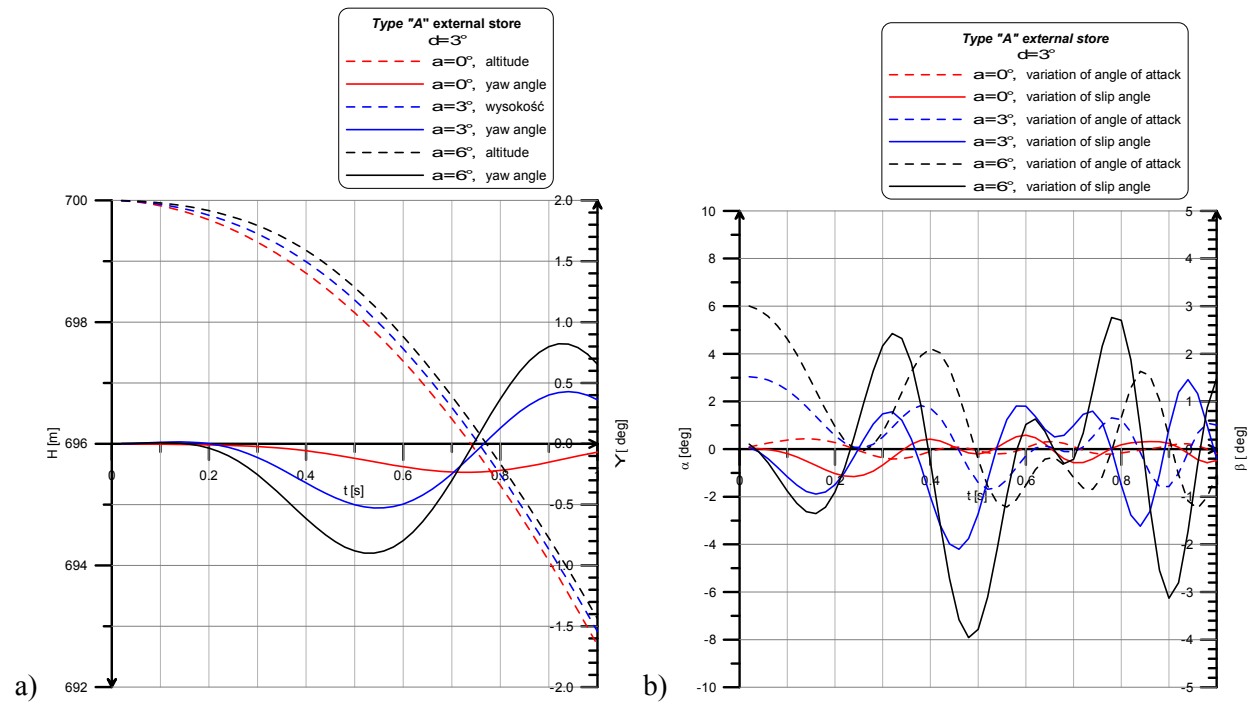 Type "A" external store
d=3°
a=0°, altitude
a=0°, yaw angle
a=3°, wysokość
a=3°, yaw angle
a=6°, altitude
a=6°, yaw angle
700
698
696
694
692
H [m]
0
0.2
0.4
0.6
0.8
t [s]
2.0
1.5
1.0
0.5
0.0
-0.5
-1.0
-1.5
-2.0
Y [ deg]
a)
Type "A" external store
d=3°
a=0°, variation of angle of attack
a=0°, variation of slip angle
a=3°, variation of angle of attack
a=3°, variation of slip angle
a=6°, variation of angle of attack
a=6°, variation of slip angle
10
8
6
4
2
0
-2
-4
-6
-8
-10
α [deg]
0
0.2
0.4
0.6
0.8
t [s]
5
4
3
2
1
0
-1
-2
-3
-4
-5
β [ deg]
b)